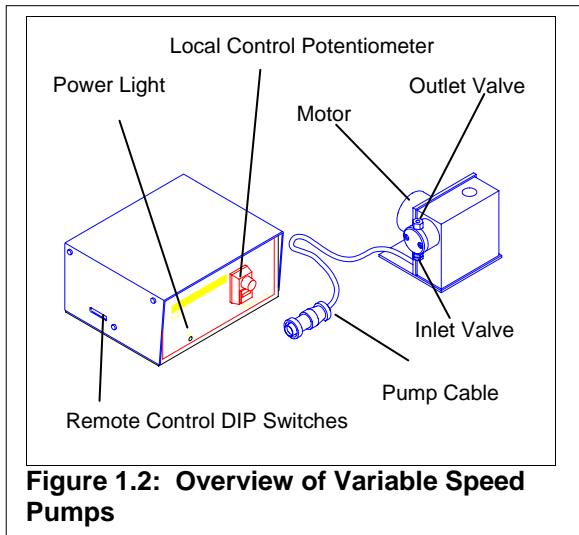 Local Control Potentiometer
Power Light
Outlet Valve
Motor
Inlet Valve
Pump Cable
Remote Control DIP Switches
Figure 1.2: Overview of Variable Speed
Pumps